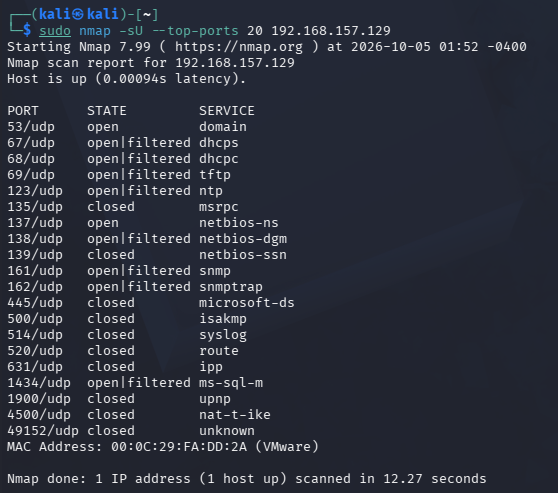 ┌──(kali㉿kali)-[~]
└─$ sudo nmap -sU --top-ports 20 192.168.157.129
Starting Nmap 7.99 ( https://nmap.org ) at 2026-10-05 01:52 -0400
Nmap scan report for 192.168.157.129
Host is up (0.00094s latency).

PORT      STATE         SERVICE
53/udp    open          domain
67/udp    open|filtered dhcps
68/udp    open|filtered dhcpc
69/udp    open|filtered tftp
123/udp   open|filtered ntp
135/udp   closed        msrpc
137/udp   open          netbios-ns
138/udp   open|filtered netbios-dgm
139/udp   closed        netbios-ssn
161/udp   open|filtered snmp
162/udp   open|filtered snmptrap
445/udp   closed        microsoft-ds
500/udp   closed        isakmp
514/udp   closed        syslog
520/udp   closed        route
631/udp   closed        ipp
1434/udp  open|filtered ms-sql-m
1900/udp  closed        upnp
4500/udp  closed        nat-t-ike
49152/udp closed        unknown
MAC Address: 00:0C:29:FA:DD:2A (VMware)

Nmap done: 1 IP address (1 host up) scanned in 12.27 seconds